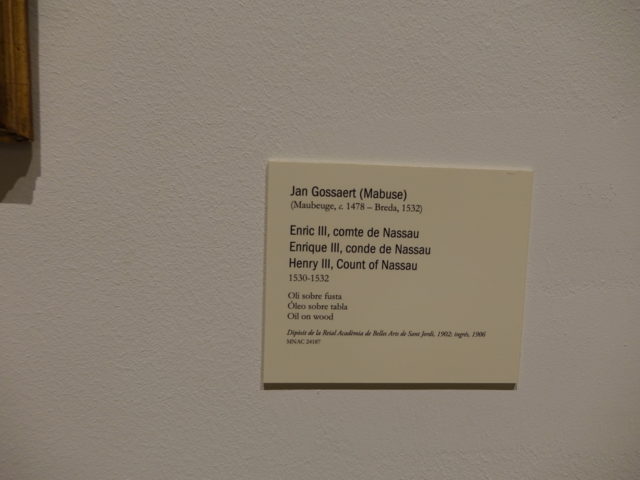 Jan Gossaert (Mabuse)
(Maubeuge, c. 1478 – Breda, 1532)
Enric III, comte de Nassau
Enrique III, conde de Nassau
Henry III, Count of Nassau
1530-1532
Oli sobre fusta
Óleo sobre tabla
Oil on wood
Dipòsit de la Reial Acadèmia de Belles Arts de Sant Jordi, 1902; ingrés, 1906
MNAC 24187